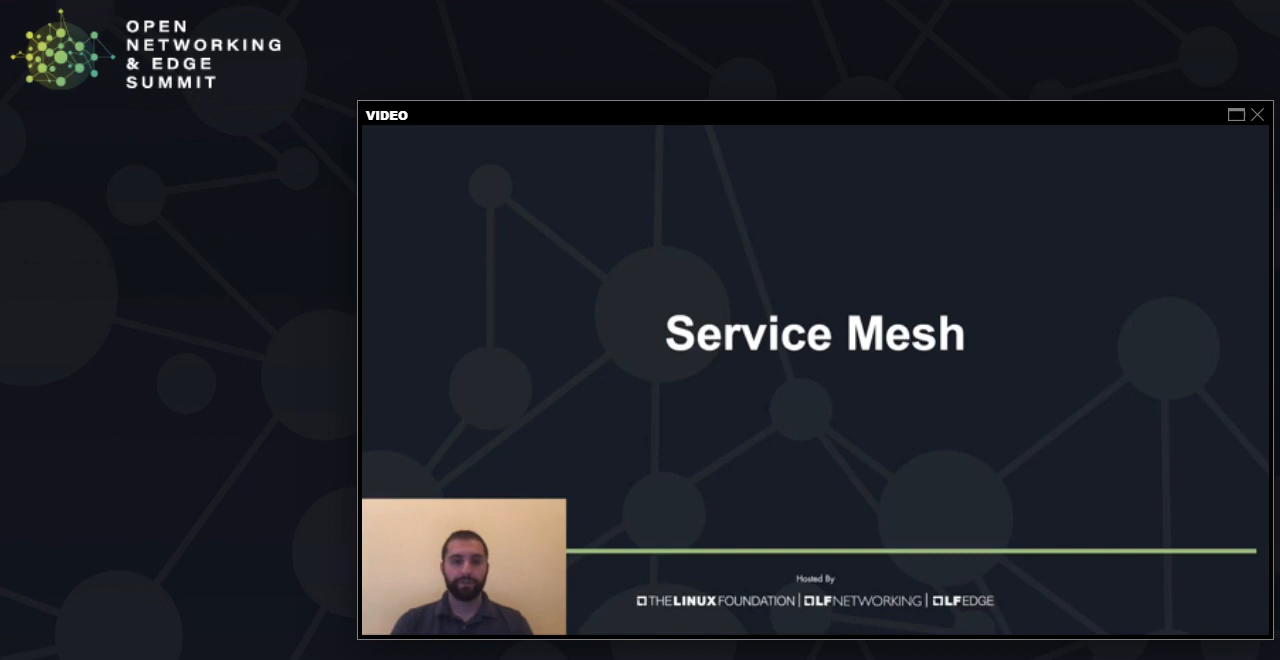 OPEN
NETWORKING
& EDGE
SUMMIT
VIDEO
Service Mesh
Hosted By
THE LINUX FOUNDATION | LF NETWORKING | LF EDGE